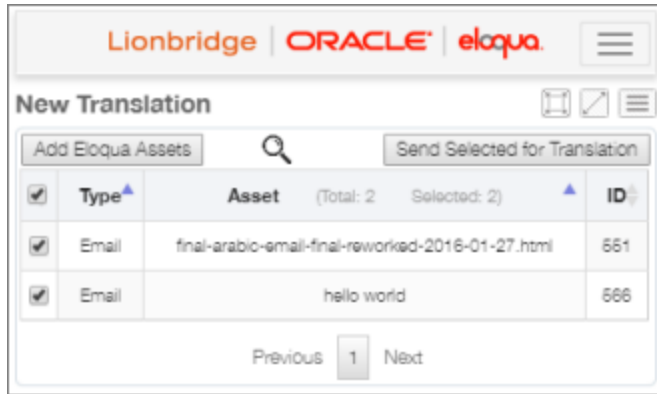 Lionbridge | ORACLE | eloqua.
New Translation
Add Eloqua Assets Send Selected for Translation
Type Asset (Total: 2 Selected: 2) ID
Email final-arabic-email-final-reworked-2016-01-27.html 551
Email hello world 566
Previous 1 Next